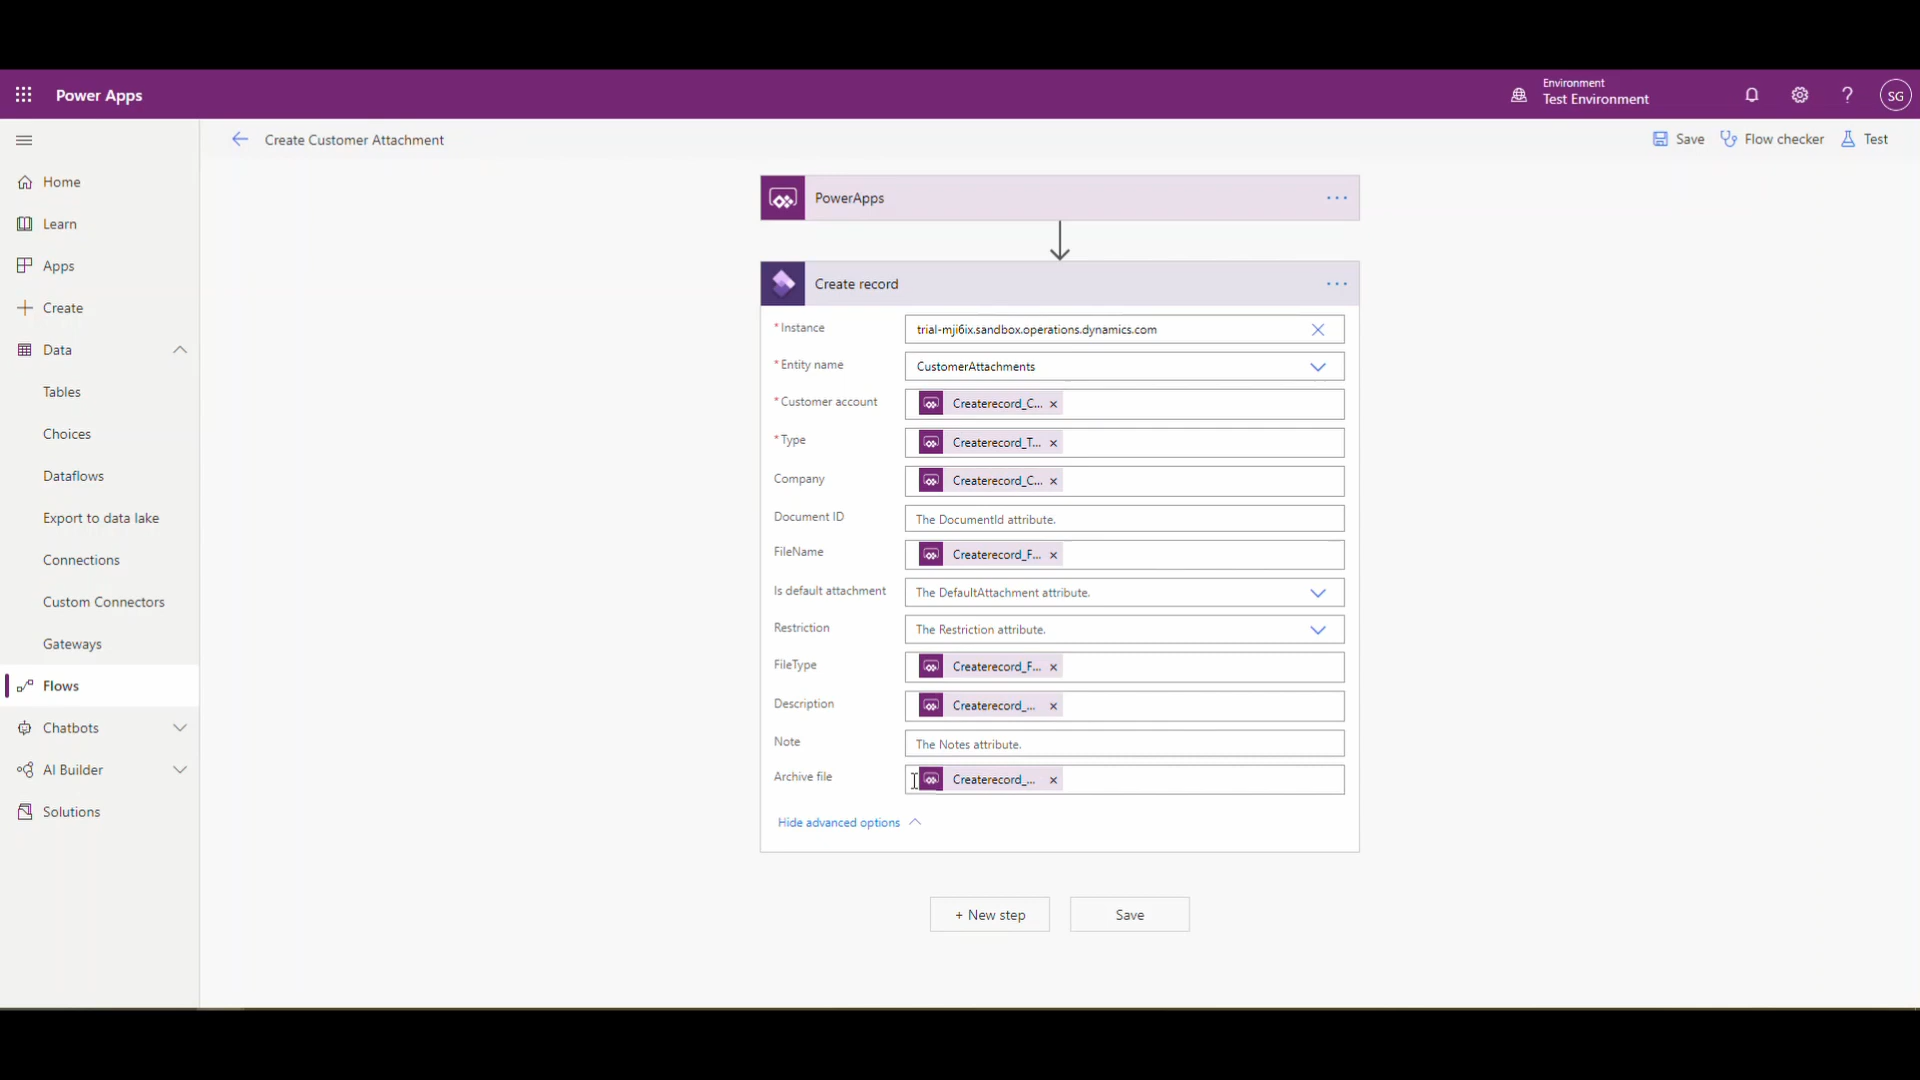 Power Apps
Environment
Test Environment
?
SG
Create Customer Attachment
Save
Flow checker
Test
Home
Learn
Apps
Create
Data
Tables
Choices
Dataflows
Export to data lake
Connections
Custom Connectors
Gateways
Flows
Chatbots
AI Builder
Solutions
PowerApps
...
Create record
...
* Instance
trial-mji6ix.sandbox.operations.dynamics.com
* Entity name
CustomerAttachments
* Customer account
Createrecord_C... ×
* Type
Createrecord_T... ×
Company
Createrecord_C... ×
Document ID
The DocumentId attribute.
FileName
Createrecord_F... ×
Is default attachment
The DefaultAttachment attribute.
Restriction
The Restriction attribute.
FileType
Createrecord_F... ×
Description
Createrecord_... ×
Note
The Notes attribute.
Archive file
Createrecord_... ×
Hide advanced options
+ New step
Save